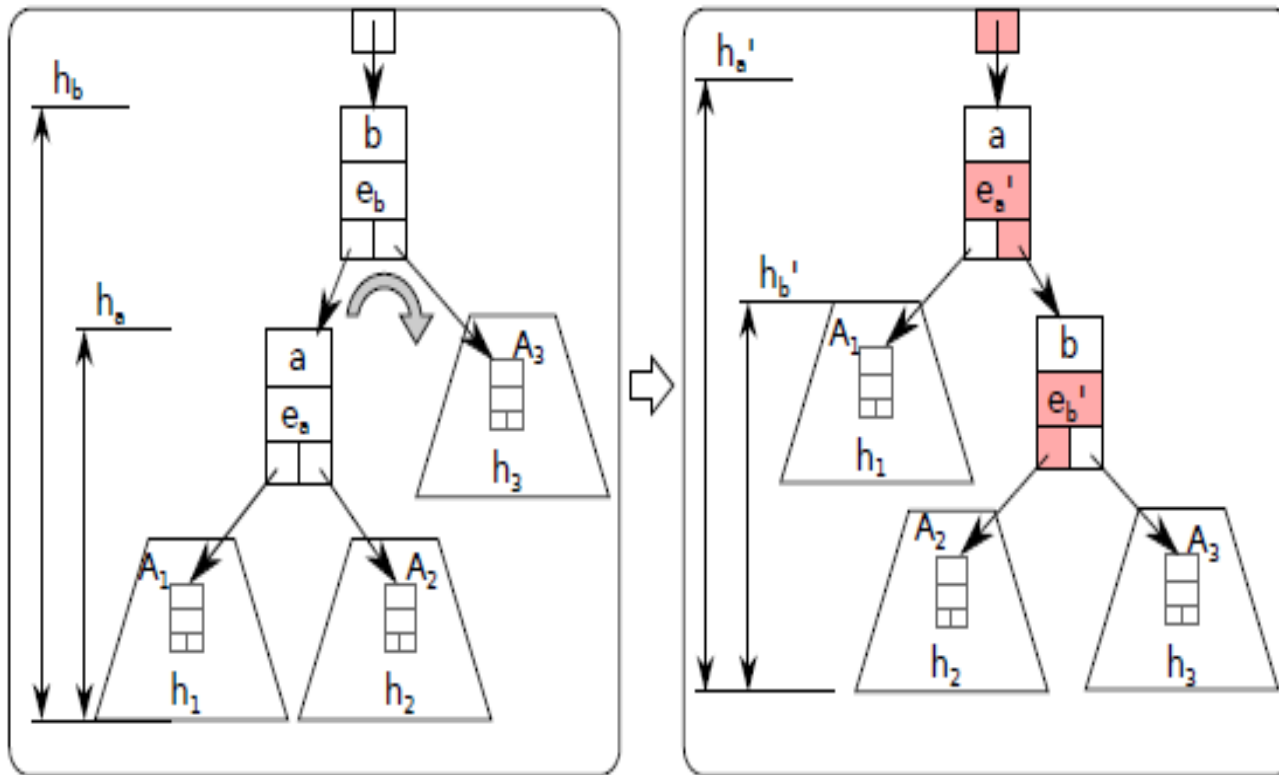 h_b
b
e_b
h_a
a
e_a
A_3
h_3
A_1
A_2
h_1
h_2
h_a'
a
e_a'
h_b'
A_1
b
e_b'
h_1
A_2
A_3
h_2
h_3